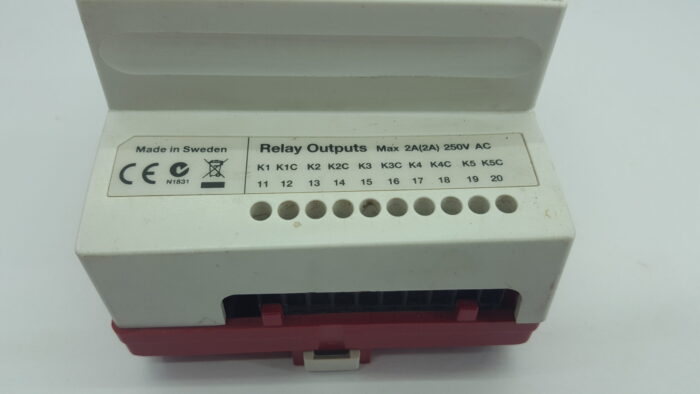 Made in Sweden
CE
N1831
Relay Outputs Max 2A(2A) 250V AC
K1 K1C K2 K2C K3 K3C K4 K4C K5 K5C
11 12 13 14 15 16 17 18 19 20